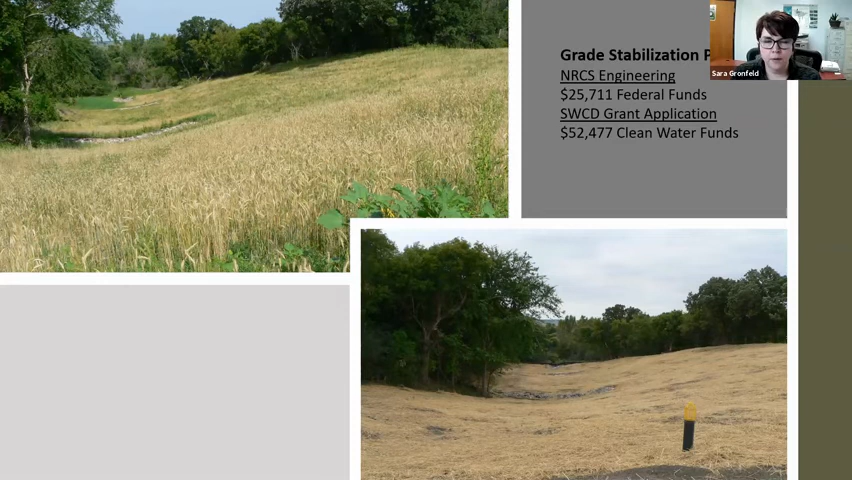 Grade Stabilization P
NRCS Engineering
$25,711 Federal Funds
SWCD Grant Application
$52,477 Clean Water Funds
Sara Gronfeld